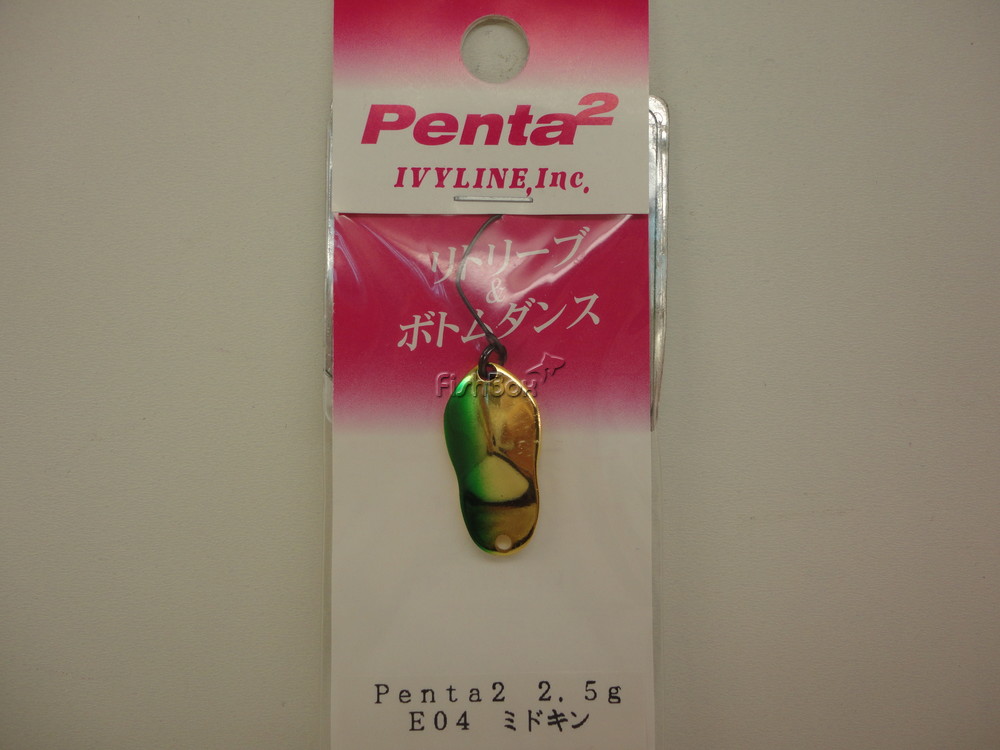 Penta²
IVYLINE,Inc.
リトリーブ
&
ボトムダンス
FishBox
Penta2 2.5g
E04 ミドキン